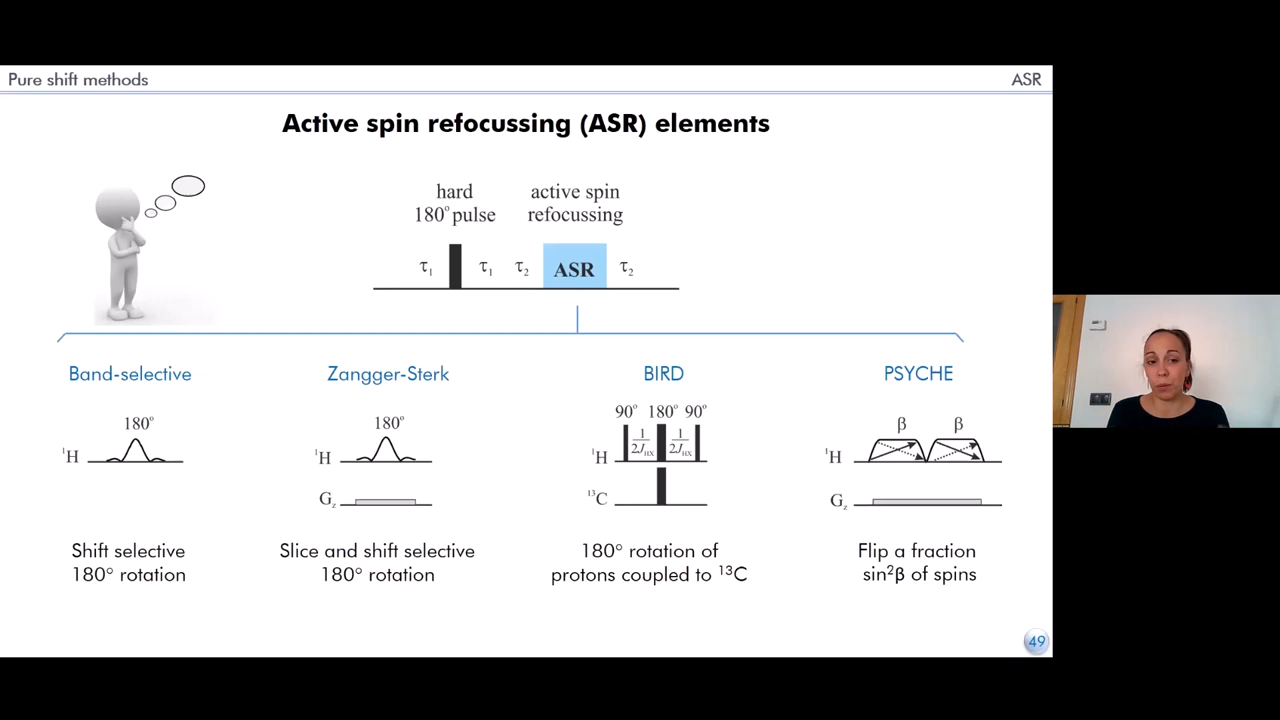 Pure shift methods
ASR
Active spin refocussing (ASR) elements
hard
180° pulse
active spin
refocussing
τ₁ τ₁ τ₂ ASR τ₂
Band-selective
180°
¹H
Shift selective
180° rotation
Zangger-Sterk
180°
¹H
G_z
Slice and shift selective
180° rotation
BIRD
90° 180° 90°
¹H 1/2J_HX 1/2J_HX
¹³C
180° rotation of
protons coupled to ¹³C
PSYCHE
β β
¹H
G_z
Flip a fraction
sin²β of spins
49